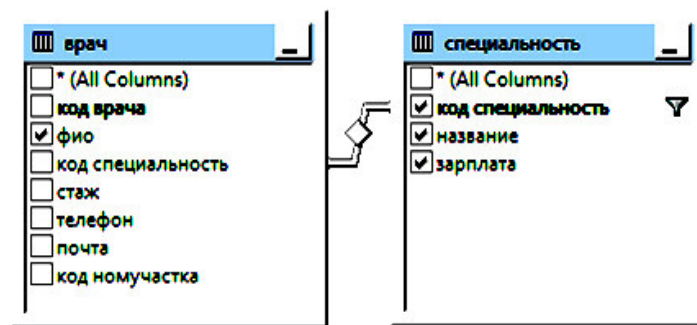 врач
* (All Columns)
код врача
фио
код специальность
стаж
телефон
почта
код номучастка
специальность
* (All Columns)
код специальность
название
зарплата